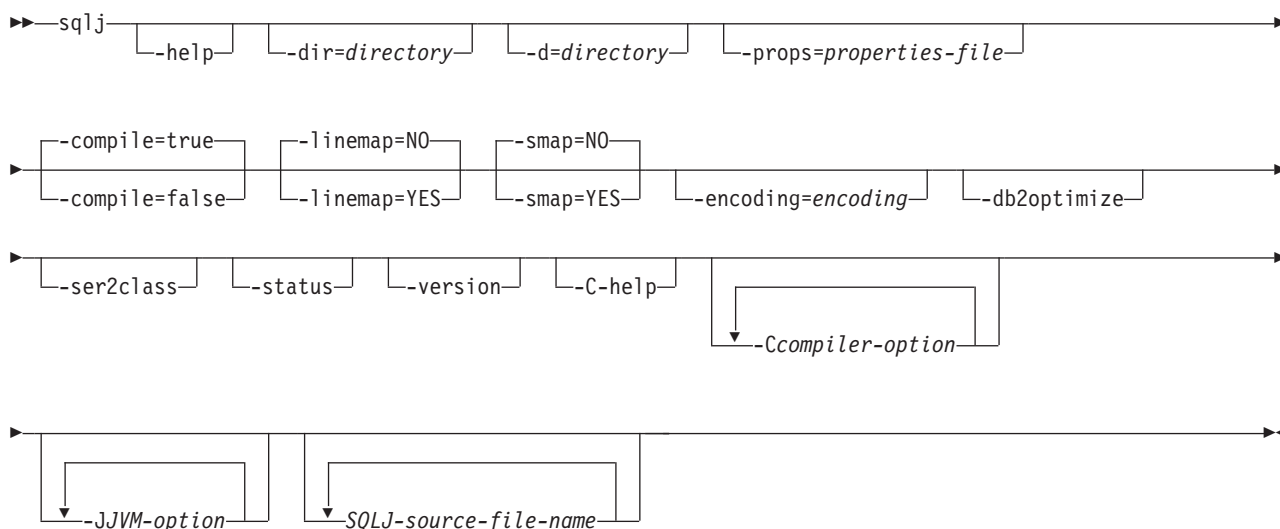 sqlj -help -dir=directory -d=directory -props=properties-file
-compile=true -linemap=NO -smap=NO
-compile=false -linemap=YES -smap=YES -encoding=encoding -db2optimize
-ser2class -status -version -C-help
-Ccompiler-option
-JJVM-option SQLJ-source-file-name